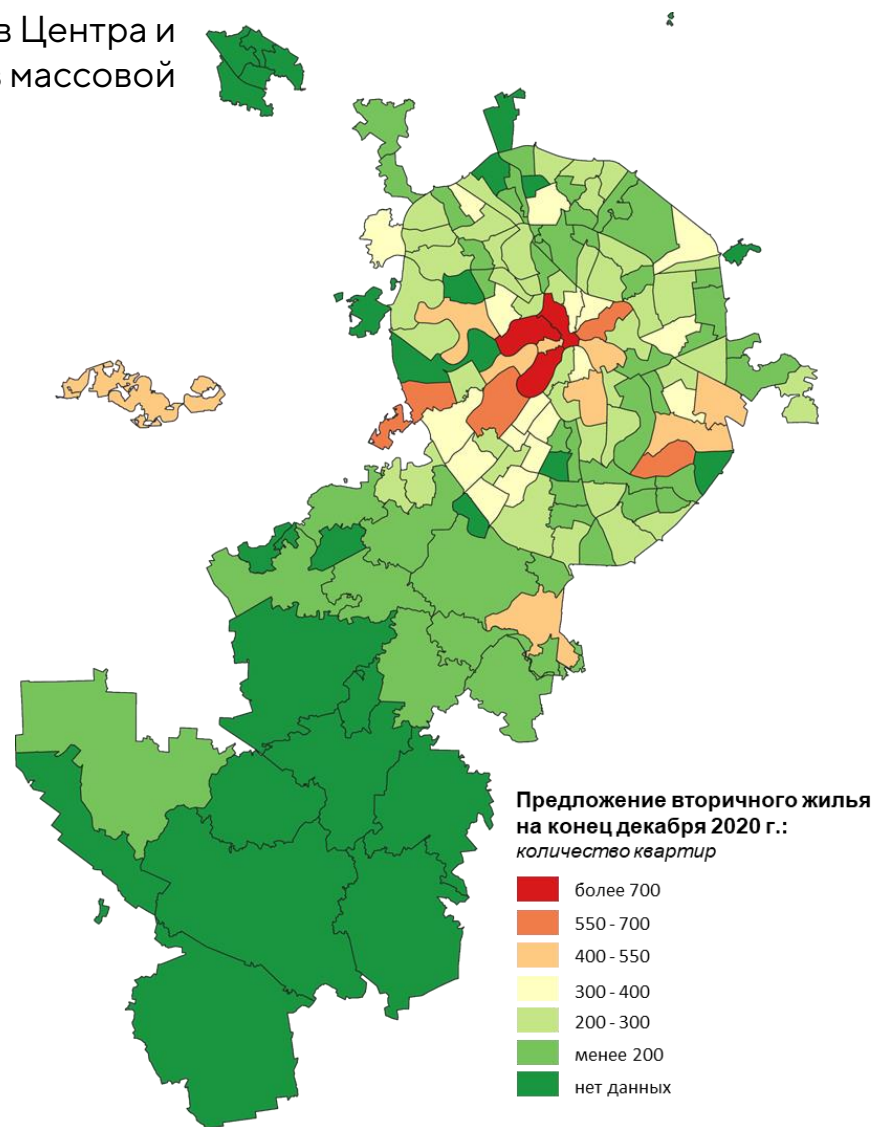 в Центра и
в массовой
Предложение вторичного жилья
на конец декабря 2020 г.:
количество квартир
более 700
550 - 700
400 - 550
300 - 400
200 - 300
менее 200
нет данных